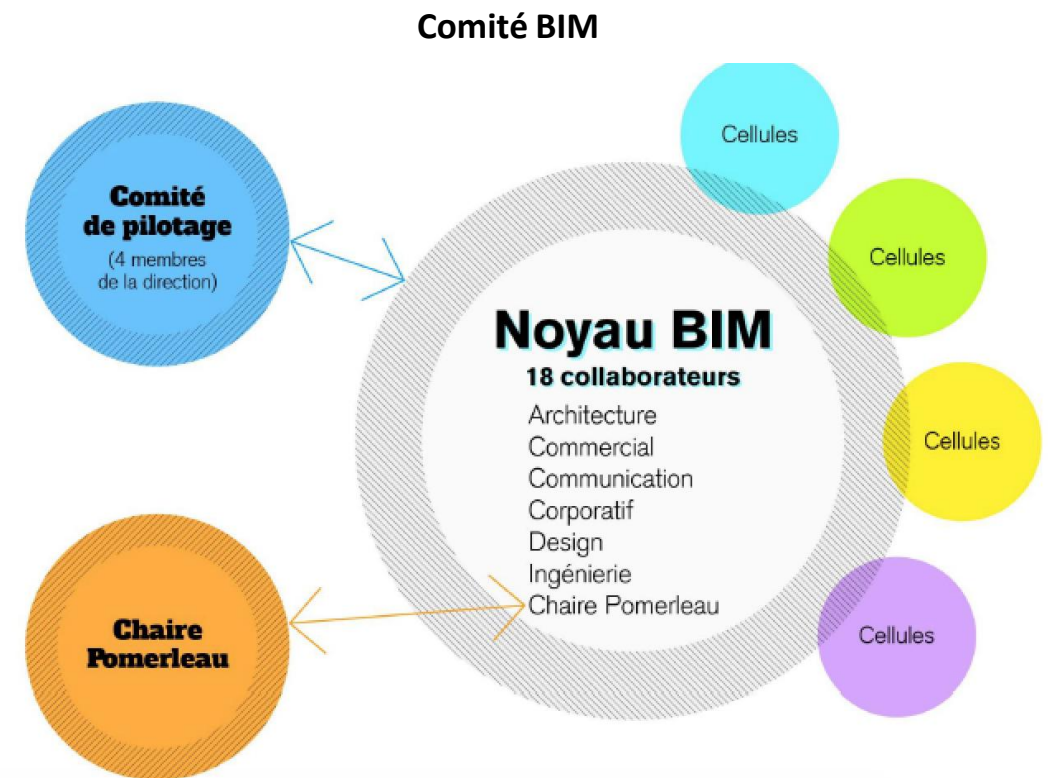 Comité BIM
Comité
de pilotage
(4 membres
de la direction)
Chaire
Pomerleau
Noyau BIM
18 collaborateurs
Architecture
Commercial
Communication
Corporatif
Design
Ingénierie
Chaire Pomerleau
Cellules
Cellules
Cellules
Cellules